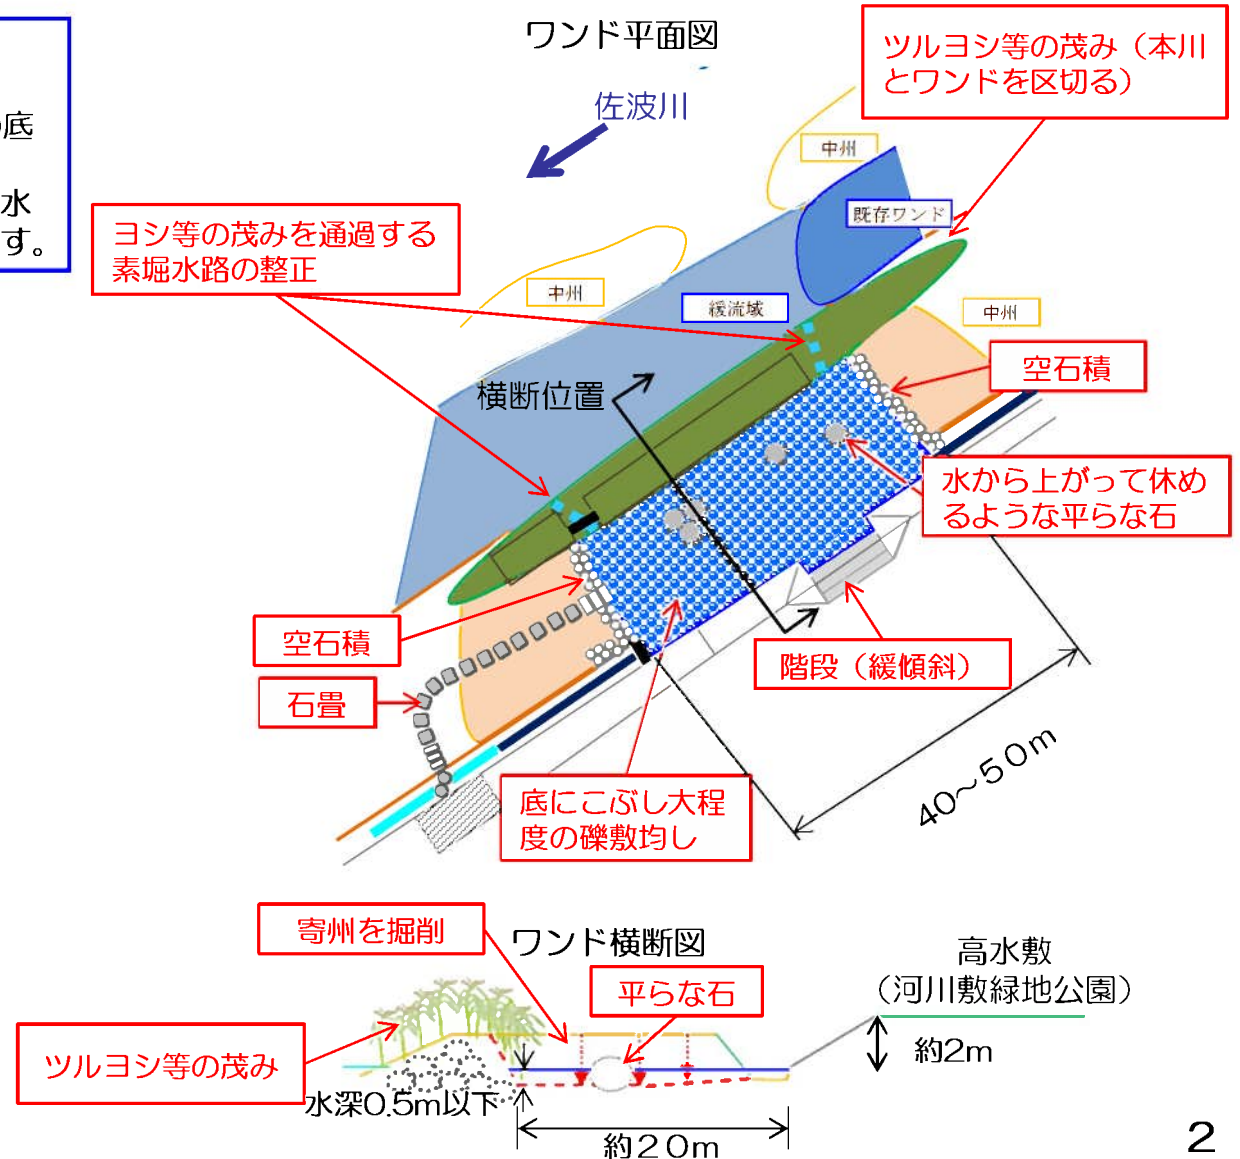 ワンド平面図
ツルヨシ等の茂み（本川
とワンドを区切る）
底
水
す。
佐波川
中州
既存ワンド
ヨシ等の茂みを通過する
素堀水路の整正
中州
緩流域
中州
空石積
横断位置
水から上がって休め
るような平らな石
空石積
階段（緩傾斜）
石畳
40～50m
底にこぶし大程
度の礫敷均し
寄州を掘削
ワンド横断図
高水敷
（河川敷緑地公園）
平らな石
約2m
ツルヨシ等の茂み
水深0.5m以下
約20m
2